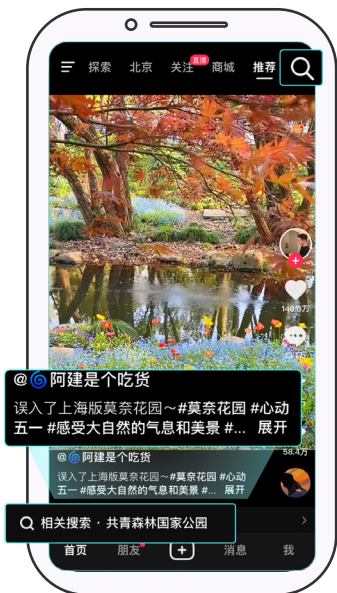 探索 北京 关注 直播 商城 推荐
140.8万
@🌀阿建是个吃货
误入了上海版莫奈花园～#莫奈花园 #心动
五一 #感受大自然的气息和美景 #... 展开
58.4万
@🌀阿建是个吃货
误入了上海版莫奈花园～#莫奈花园 #心动
五一 #感受大自然的气息和美景 #... 展开
相关搜索 · 共青森林国家公园
首页 朋友 消息 我